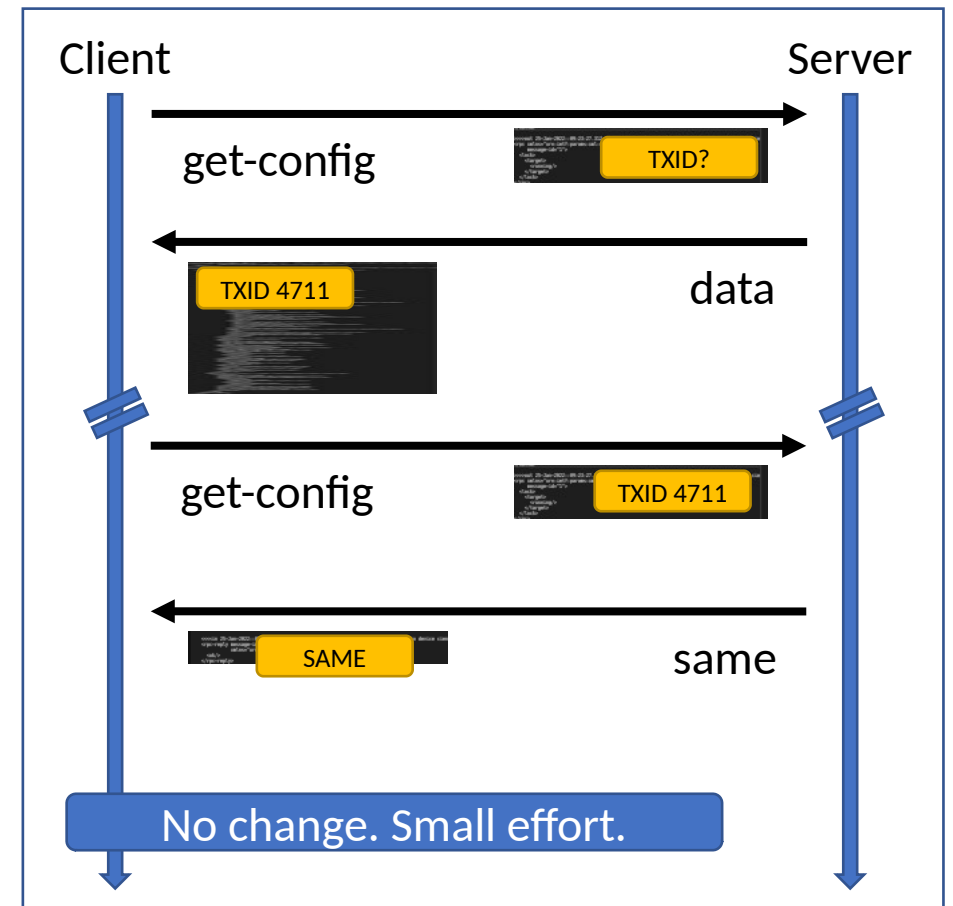 Client
Server
get-config
TXID?
data
TXID 4711
get-config
TXID 4711
same
SAME
No change. Small effort.